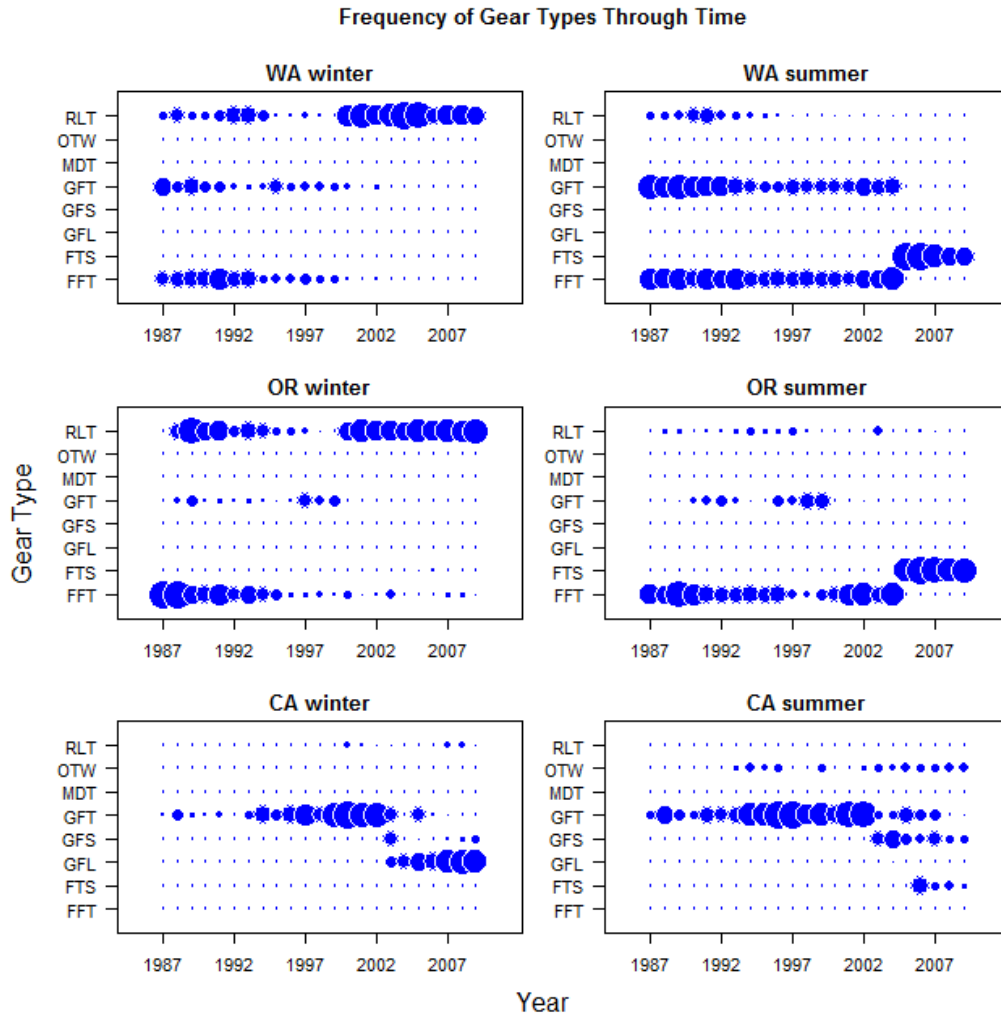 Frequency of Gear Types Through Time
WA winter
RLT
OTW
MDT
GFT
GFS
GFL
FTS
FFT
1987 1992 1997 2002 2007
WA summer
RLT
OTW
MDT
GFT
GFS
GFL
FTS
FFT
1987 1992 1997 2002 2007
OR winter
RLT
OTW
MDT
GFT
GFS
GFL
FTS
FFT
1987 1992 1997 2002 2007
OR summer
RLT
OTW
MDT
GFT
GFS
GFL
FTS
FFT
1987 1992 1997 2002 2007
CA winter
RLT
OTW
MDT
GFT
GFS
GFL
FTS
FFT
1987 1992 1997 2002 2007
CA summer
RLT
OTW
MDT
GFT
GFS
GFL
FTS
FFT
1987 1992 1997 2002 2007
Gear Type
Year